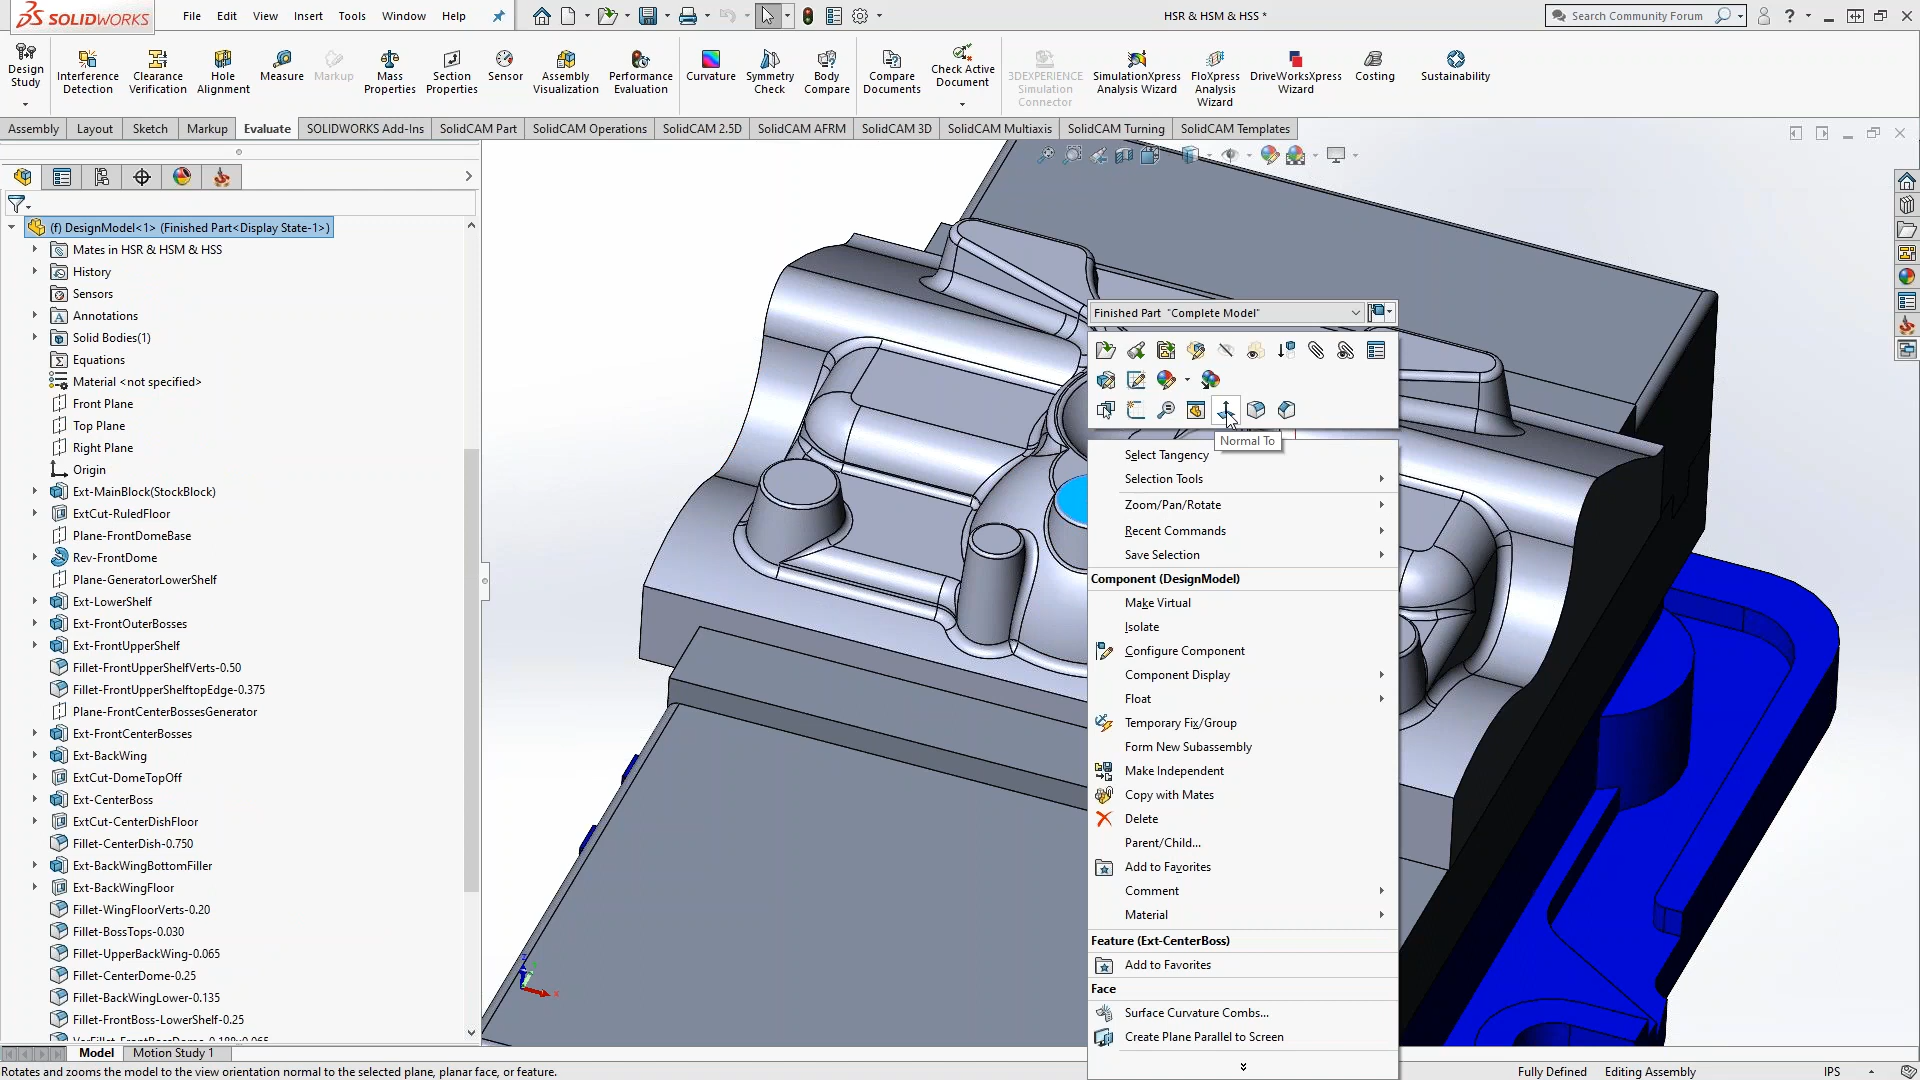 SOLIDWORKS
File Edit View Insert Tools Window Help
HSR & HSM & HSS *
Search Community Forum
Design Study
Interference Detection
Clearance Verification
Hole Alignment
Measure
Markup
Mass Properties
Section Properties
Sensor
Assembly Visualization
Performance Evaluation
Curvature
Symmetry Check
Body Compare
Compare Documents
Check Active Document
3DEXPERIENCE Simulation Connector
SimulationXpress Analysis Wizard
FloXpress Analysis Wizard
DriveWorksXpress Wizard
Costing
Sustainability
Assembly Layout Sketch Markup Evaluate SOLIDWORKS Add-Ins SolidCAM Part SolidCAM Operations SolidCAM 2.5D SolidCAM AFRM SolidCAM 3D SolidCAM Multiaxis SolidCAM Turning SolidCAM Templates
(f) DesignModel<1> (Finished Part<Display State-1>)
Mates in HSR & HSM & HSS
History
Sensors
Annotations
Solid Bodies(1)
Equations
Material <not specified>
Front Plane
Top Plane
Right Plane
Origin
Ext-MainBlock(StockBlock)
ExtCut-RuledFloor
Plane-FrontDomeBase
Rev-FrontDome
Plane-GeneratorLowerShelf
Ext-LowerShelf
Ext-FrontOuterBosses
Ext-FrontUpperShelf
Fillet-FrontUpperShelfVerts-0.50
Fillet-FrontUpperShelftopEdge-0.375
Plane-FrontCenterBossesGenerator
Ext-FrontCenterBosses
Ext-BackWing
ExtCut-DomeTopOff
Ext-CenterBoss
ExtCut-CenterDishFloor
Fillet-CenterDish-0.750
Ext-BackWingBottomFiller
Ext-BackWingFloor
Fillet-WingFloorVerts-0.20
Fillet-BossTops-0.030
Fillet-UpperBackWing-0.065
Fillet-CenterDome-0.25
Fillet-BackWingLower-0.135
Fillet-FrontBoss-LowerShelf-0.25
Finished Part "Complete Model"
Normal To
Select Tangency
Selection Tools
Zoom/Pan/Rotate
Recent Commands
Save Selection
Component (DesignModel)
Make Virtual
Isolate
Configure Component
Component Display
Float
Temporary Fix/Group
Form New Subassembly
Make Independent
Copy with Mates
Delete
Parent/Child...
Add to Favorites
Comment
Material
Feature (Ext-CenterBoss)
Add to Favorites
Face
Surface Curvature Combs...
Create Plane Parallel to Screen
Model Motion Study 1
Rotates and zooms the model to the view orientation normal to the selected plane, planar face, or feature.
Fully Defined Editing Assembly IPS